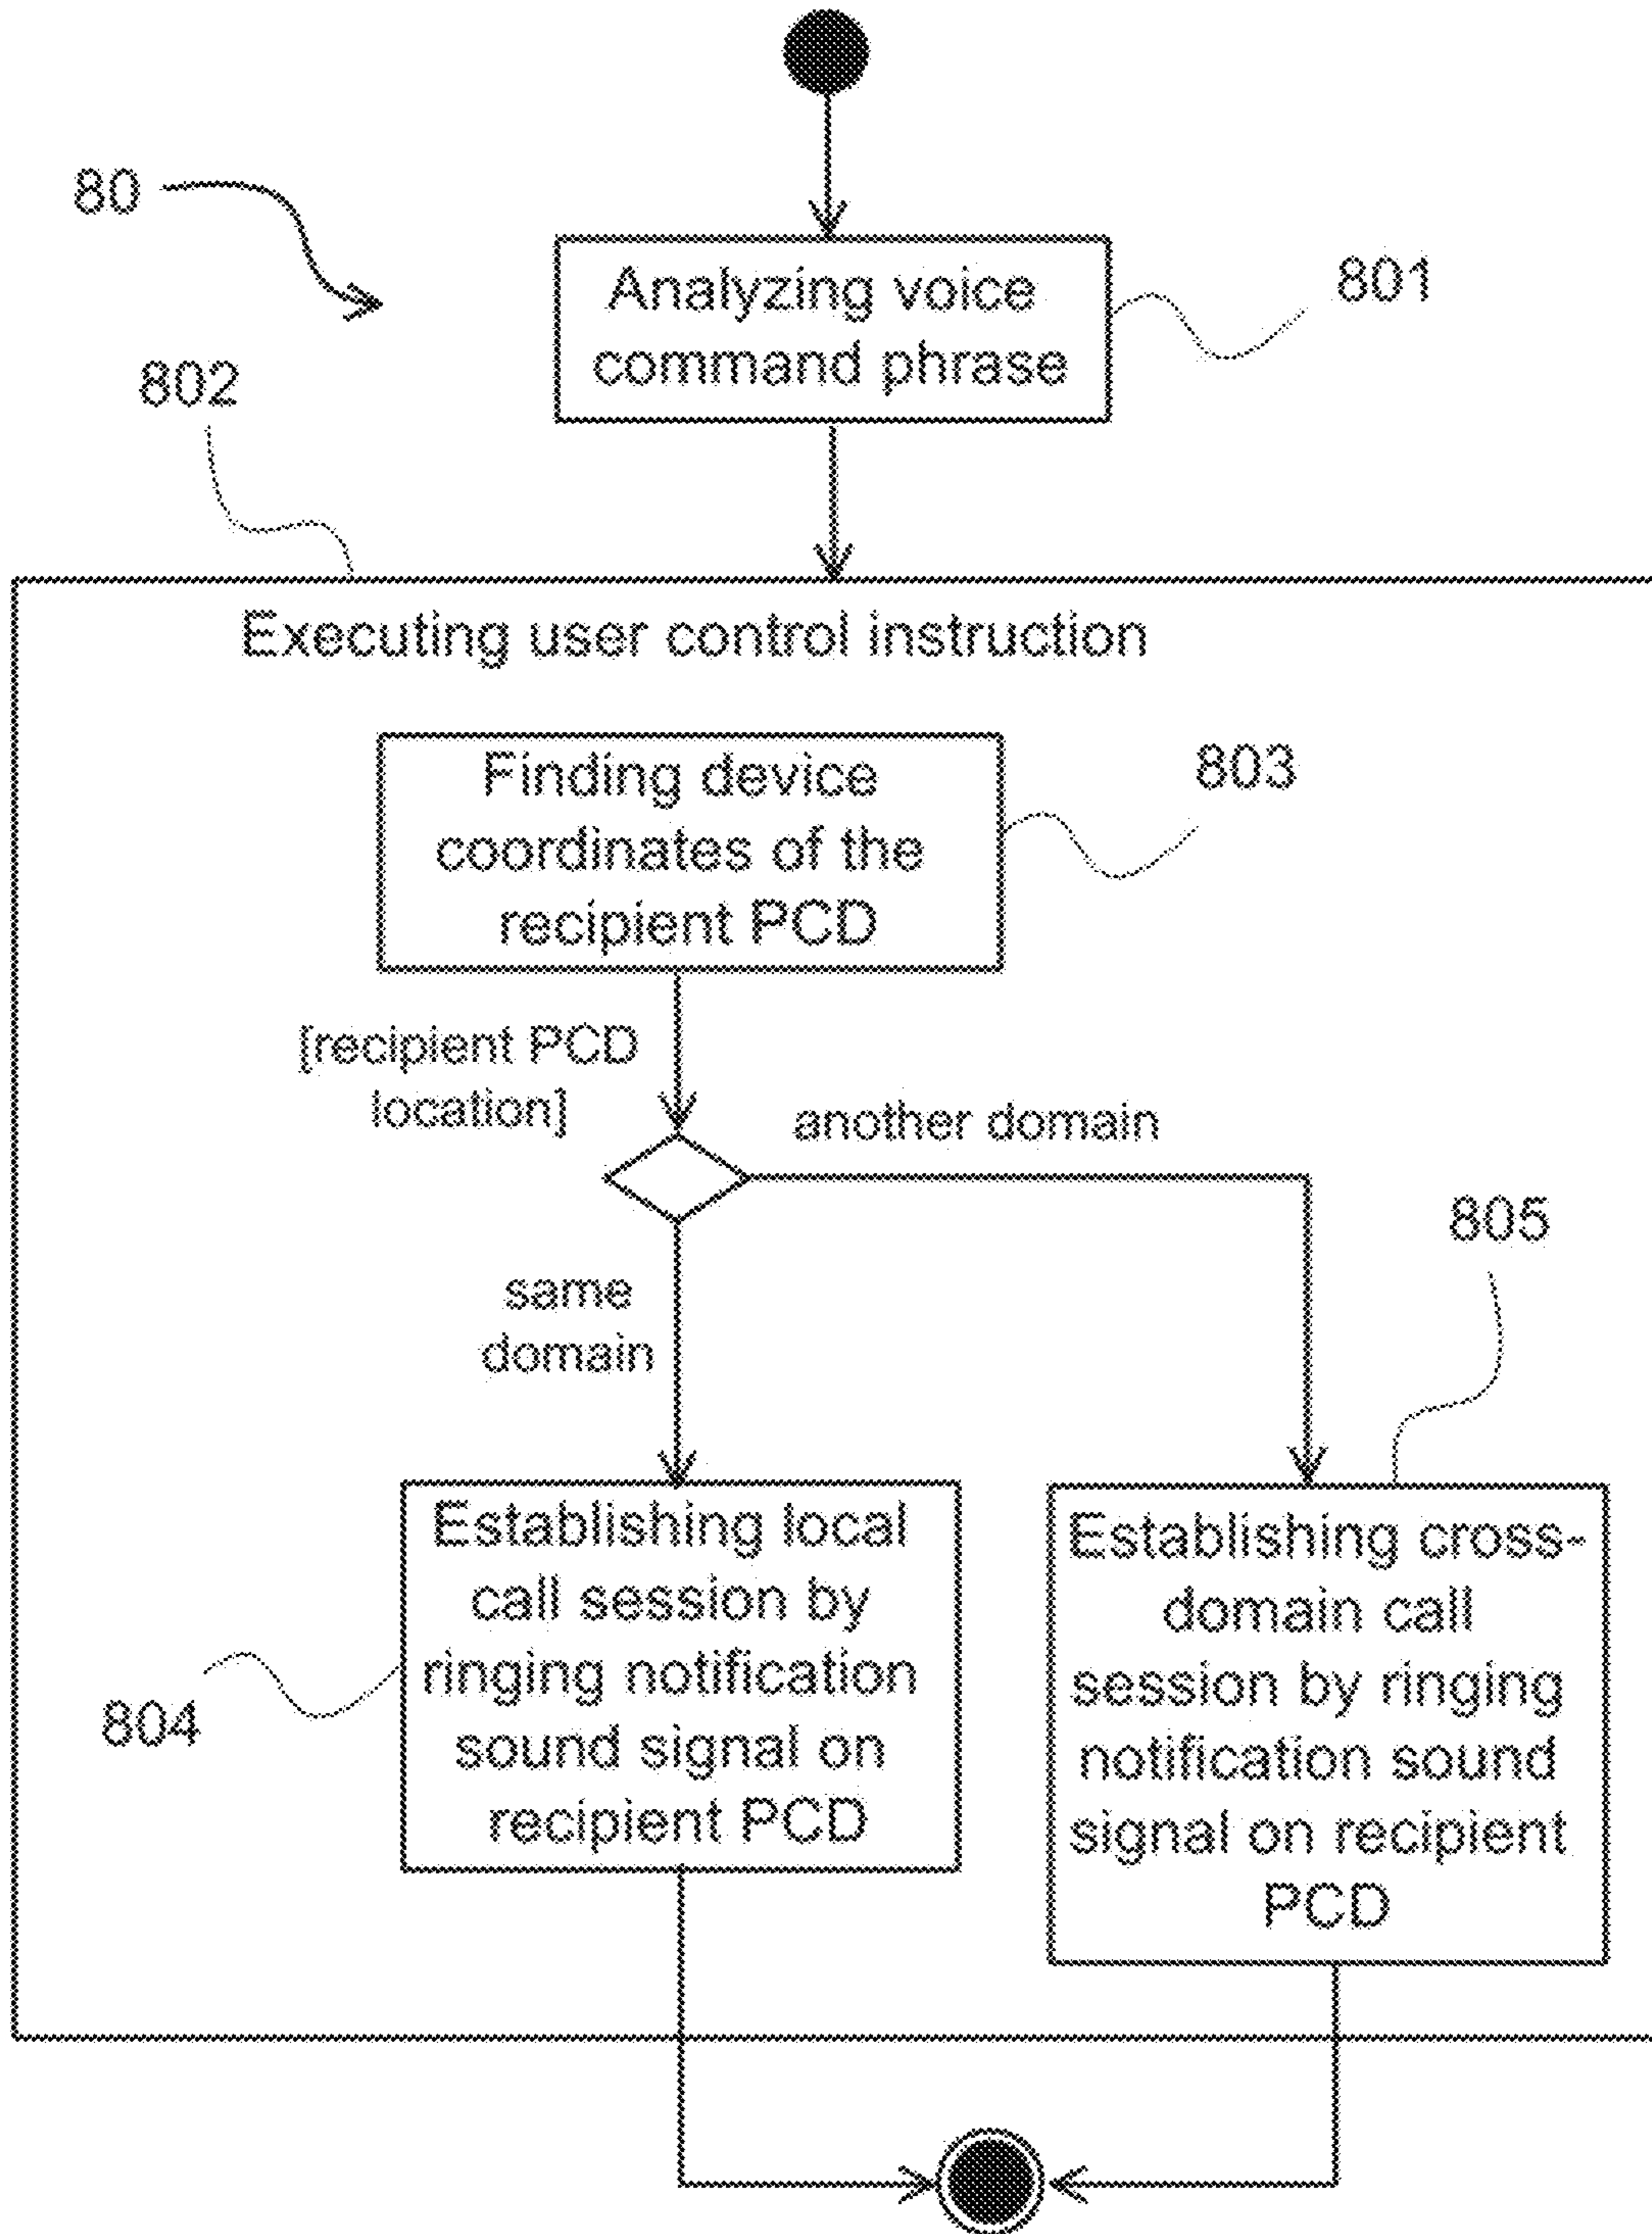 80
Analyzing voice
command phrase
801
802
Executing user control instruction
Finding device
coordinates of the
recipient PCD
803
[recipient PCD
location]
another domain
805
same
domain
Establishing local
call session by
ringing notification
sound signal on
recipient PCD
804
Establishing cross-
domain call
session by ringing
notification sound
signal on recipient
PCD